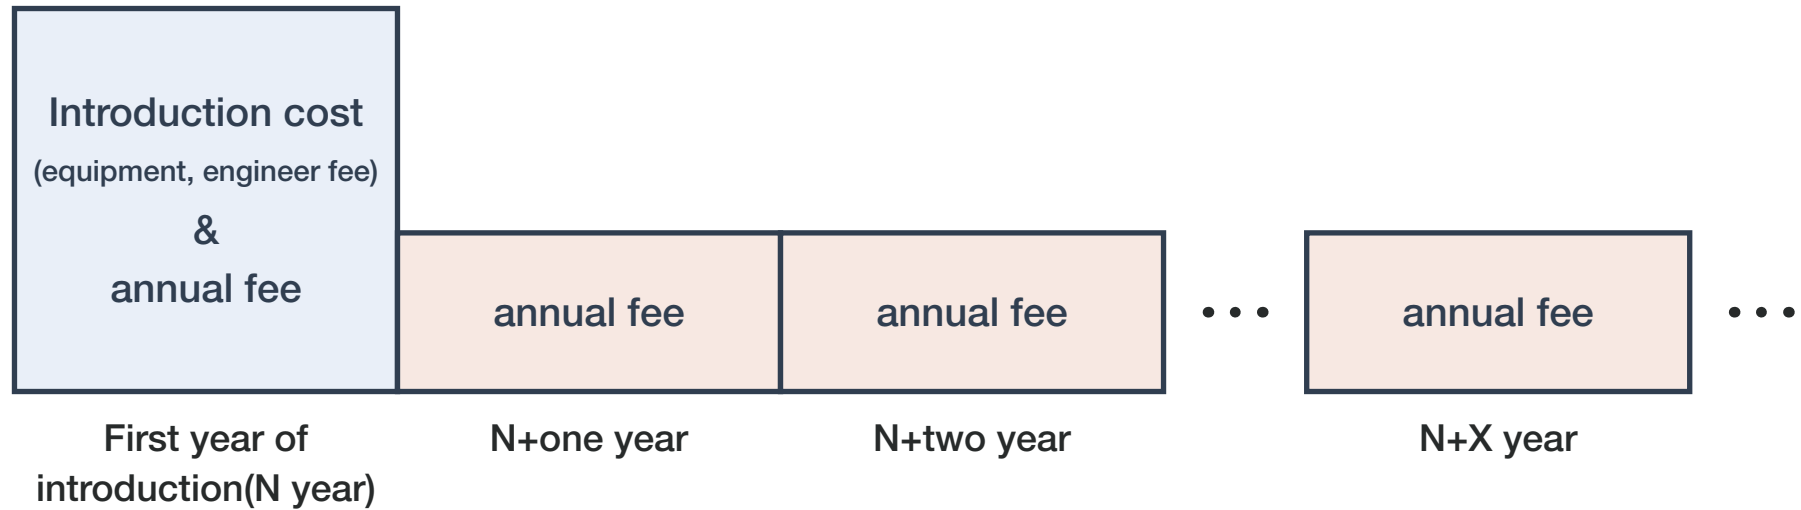 Introduction cost
(equipment, engineer fee)
&
annual fee
annual fee
annual fee
• • •
annual fee
• • •
First year of
introduction(N year)
N+one year
N+two year
N+X year